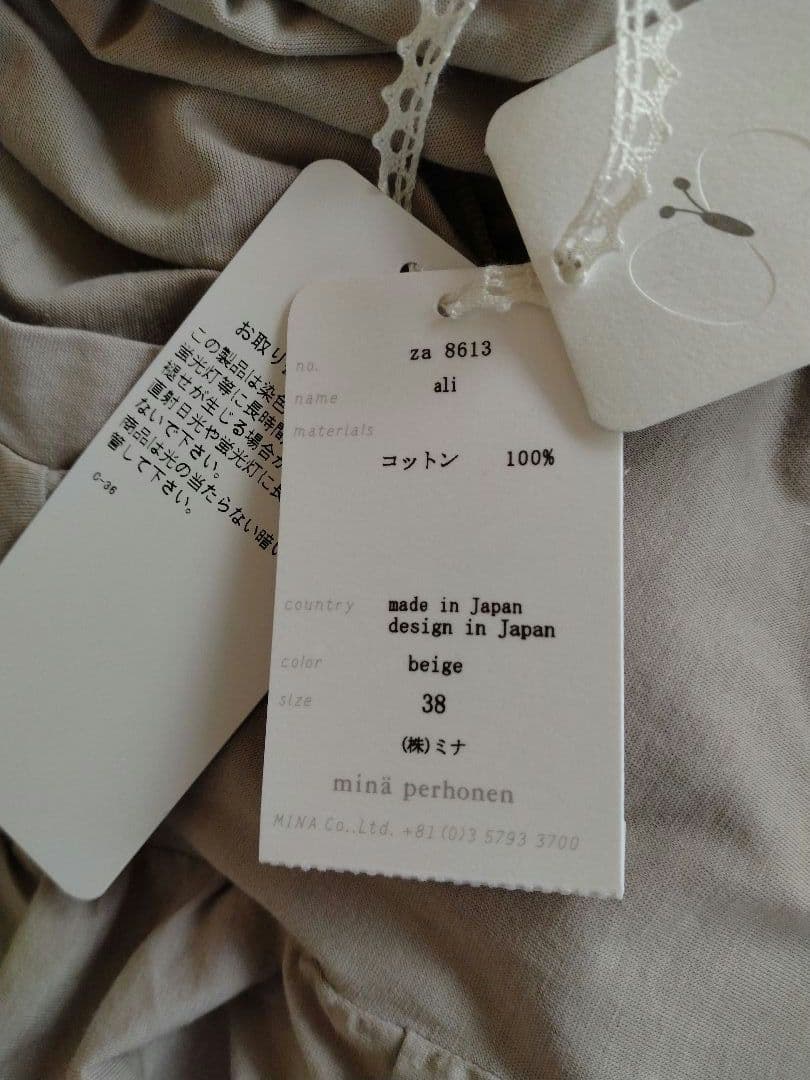 お取り
この製品は染色
蛍光灯等に長時間
褪せが生じる場合が
直射日光や蛍光灯に長
ないで下さい。
商品は光の当たらない暗い
管して下さい。
C-36
no. za 8613
name ali
materials
コットン 100%
country made in Japan
design in Japan
color beige
size 38
(株)ミナ
minä perhonen
MINA Co.,Ltd. +81(0)3 5793 3700